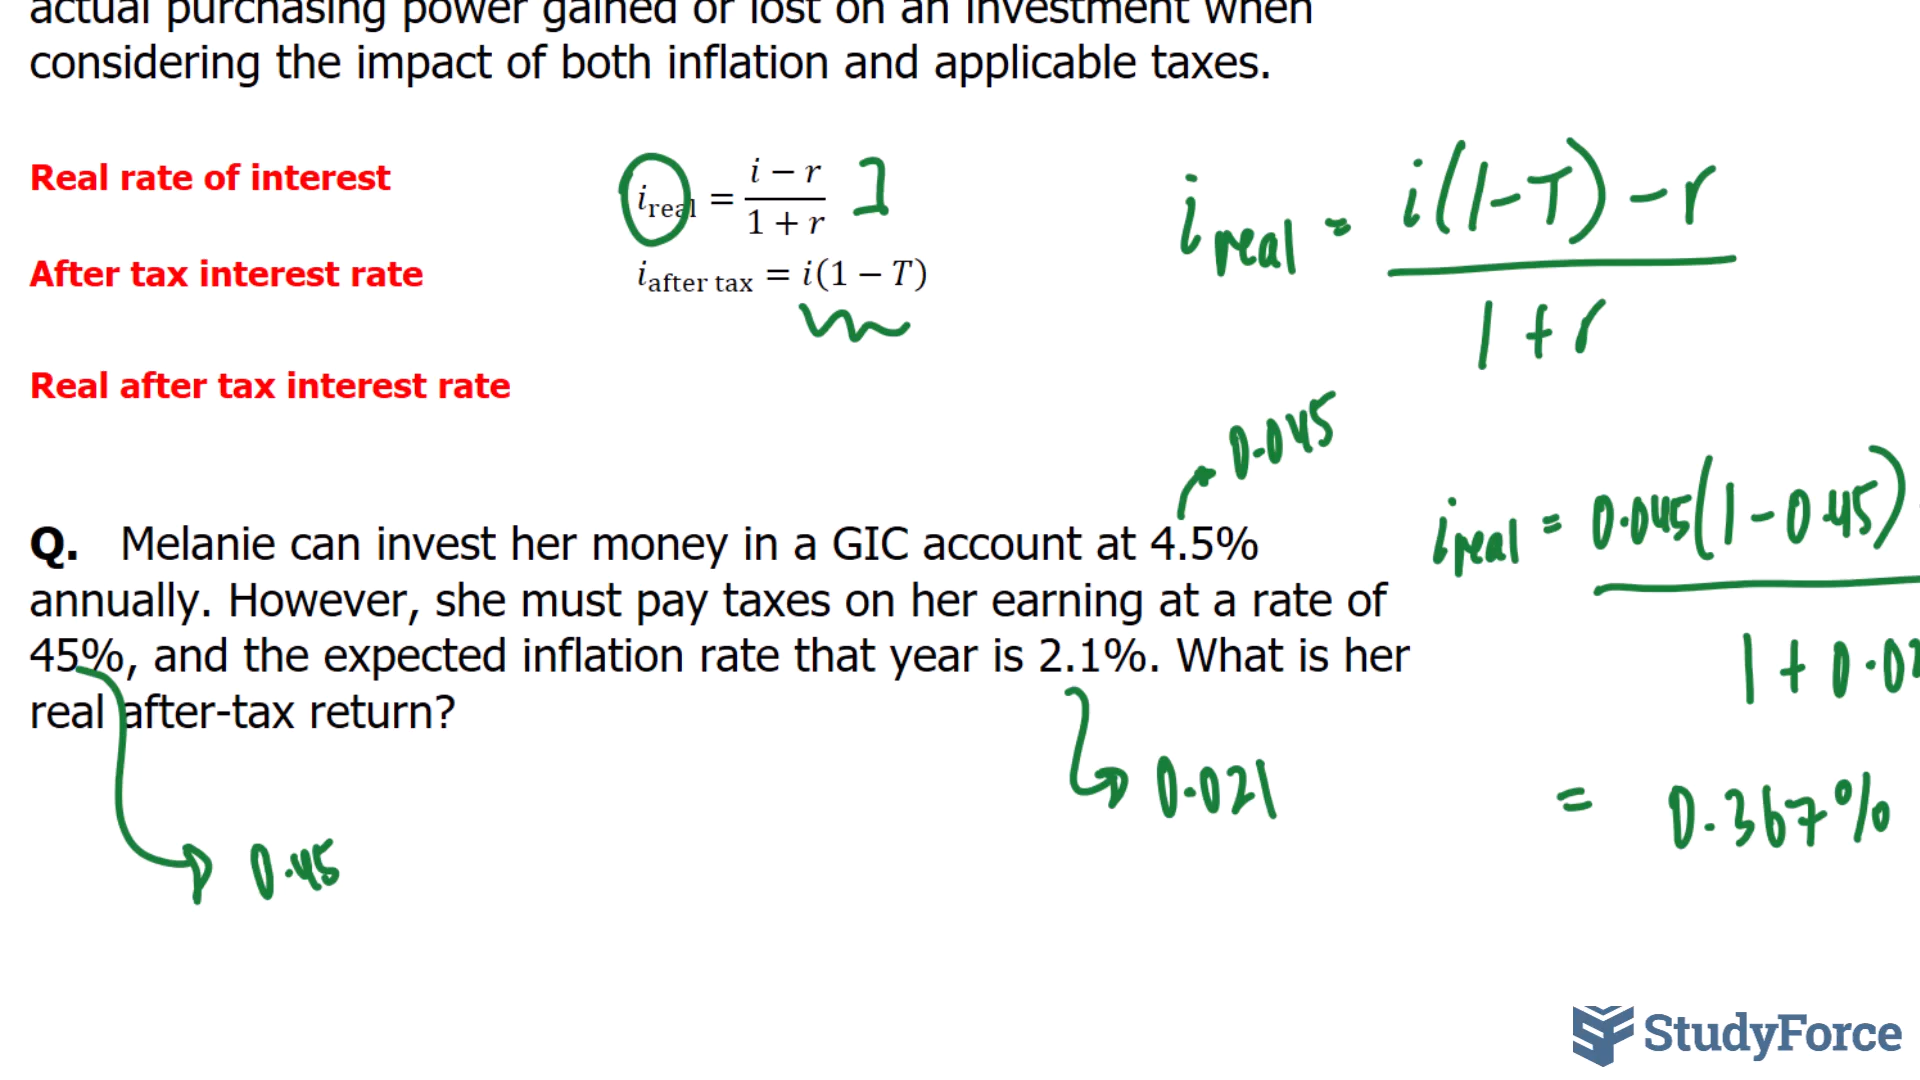 actual purchasing power gained or lost on an investment when
considering the impact of both inflation and applicable taxes.
Real rate of interest
i_real = (i − r)/(1 + r) ]
After tax interest rate
i_after tax = i(1 − T)
Real after tax interest rate
i_real = (i(1-T) - r)/(1 + r)
0.045
Q. Melanie can invest her money in a GIC account at 4.5%
annually. However, she must pay taxes on her earning at a rate of
45%, and the expected inflation rate that year is 2.1%. What is her
real after-tax return?
i_real = 0.045(1-0.45)
1 + 0.02
0.021
= 0.367%
0.45
StudyForce